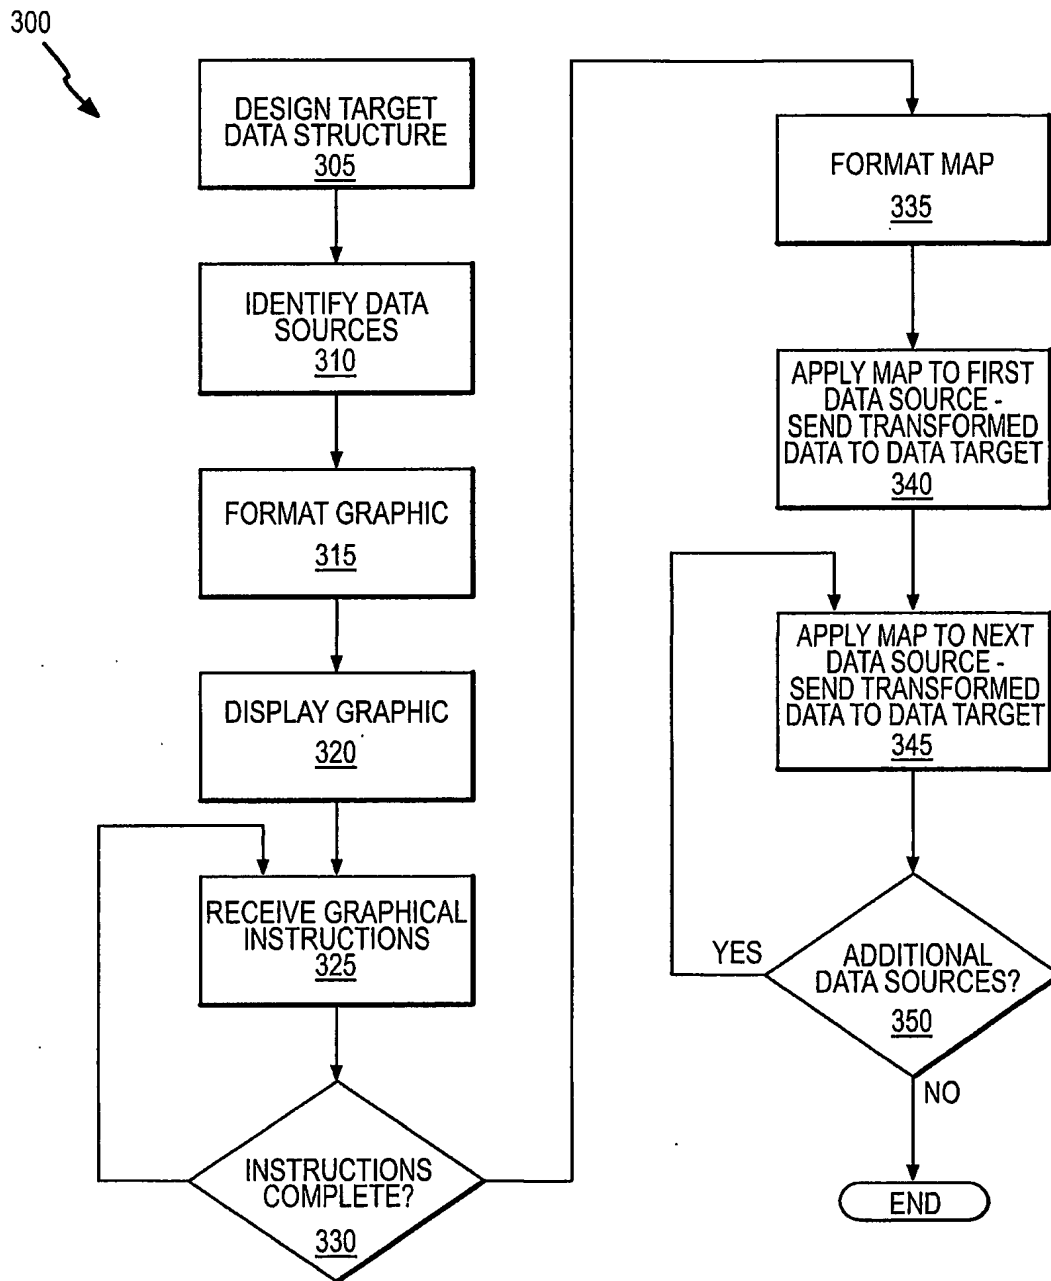 300
DESIGN TARGET
DATA STRUCTURE
305
IDENTIFY DATA
SOURCES
310
FORMAT GRAPHIC
315
DISPLAY GRAPHIC
320
RECEIVE GRAPHICAL
INSTRUCTIONS
325
INSTRUCTIONS
COMPLETE?
330
FORMAT MAP
335
APPLY MAP TO FIRST
DATA SOURCE -
SEND TRANSFORMED
DATA TO DATA TARGET
340
APPLY MAP TO NEXT
DATA SOURCE -
SEND TRANSFORMED
DATA TO DATA TARGET
345
YES
ADDITIONAL
DATA SOURCES?
350
NO
END